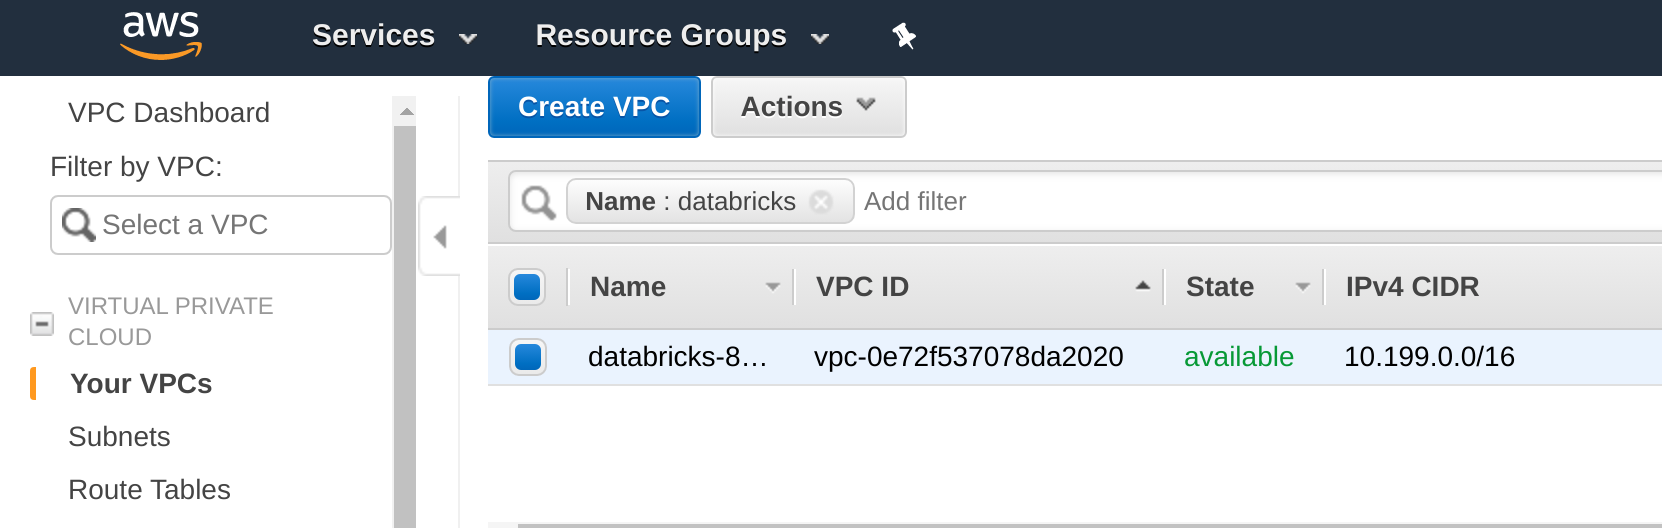 aws Services Resource Groups
VPC Dashboard
Filter by VPC:
Select a VPC
VIRTUAL PRIVATE
CLOUD
Your VPCs
Subnets
Route Tables
Create VPC Actions
Name : databricks Add filter
Name VPC ID State IPv4 CIDR
databricks-8... vpc-0e72f537078da2020 available 10.199.0.0/16